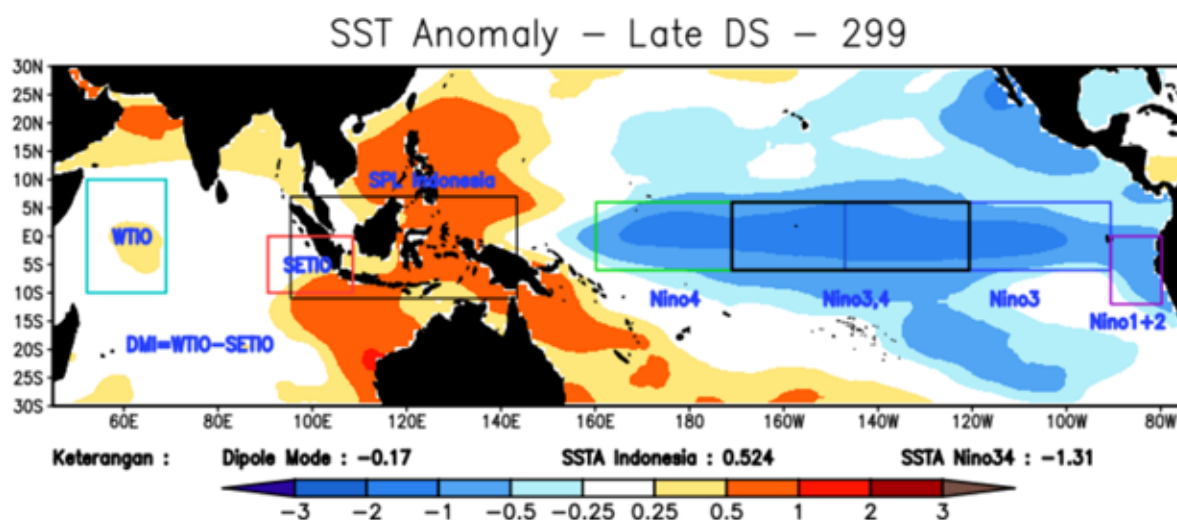 SST Anomaly - Late DS - 299
30N
25N
20N
15N
10N
5N
EQ
5S
10S
15S
20S
25S
30S
SPL Indonesia
WTIO
SETIO
Nino4
Nino3,4
Nino3
Nino1+2
DMI=WTIO-SETIO
60E 80E 100E 120E 140E 160E 180 160W 140W 120W 100W 80W
Keterangan : Dipole Mode : -0.17 SSTA Indonesia : 0.524 SSTA Nino34 : -1.31
-3 -2 -1 -0.5 -0.25 0.25 0.5 1 2 3